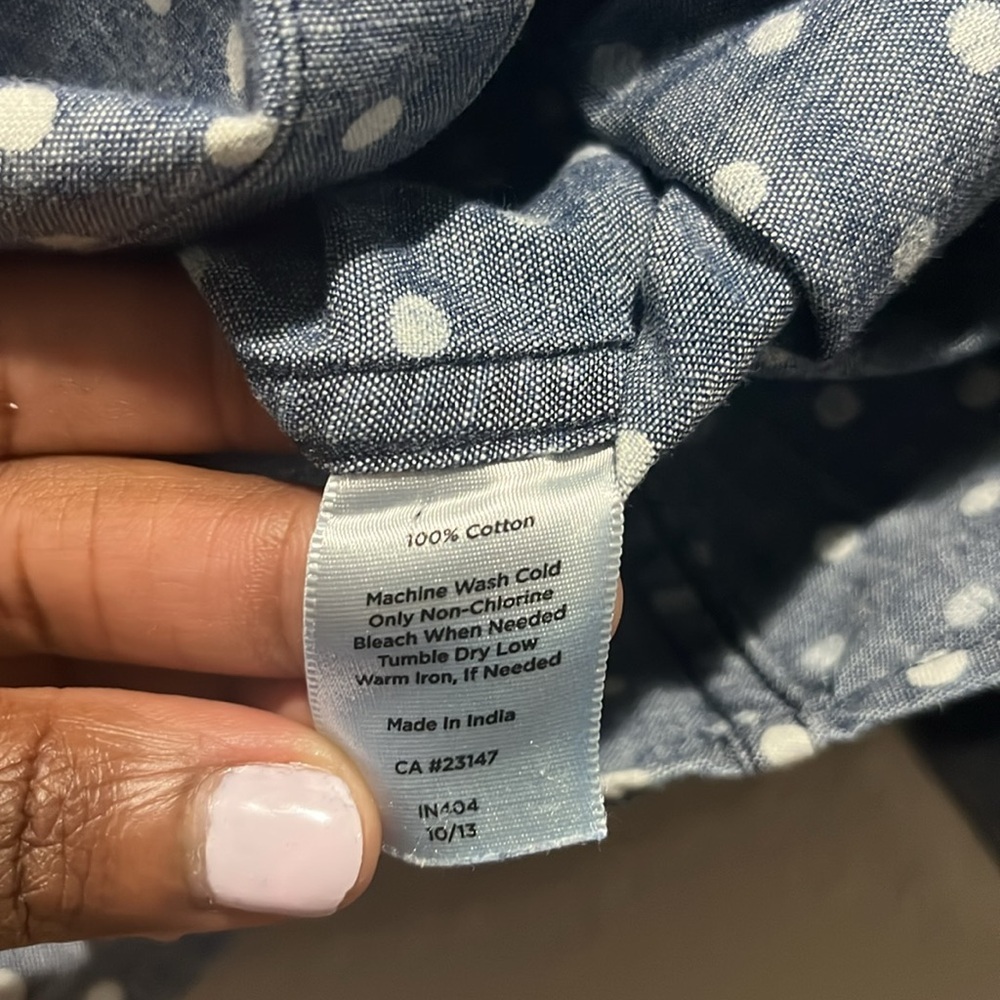 100% Cotton
Machine Wash Cold
Only Non-Chlorine
Bleach When Needed
Tumble Dry Low
Warm Iron, If Needed
Made In India
CA #23147
IN404
10/13